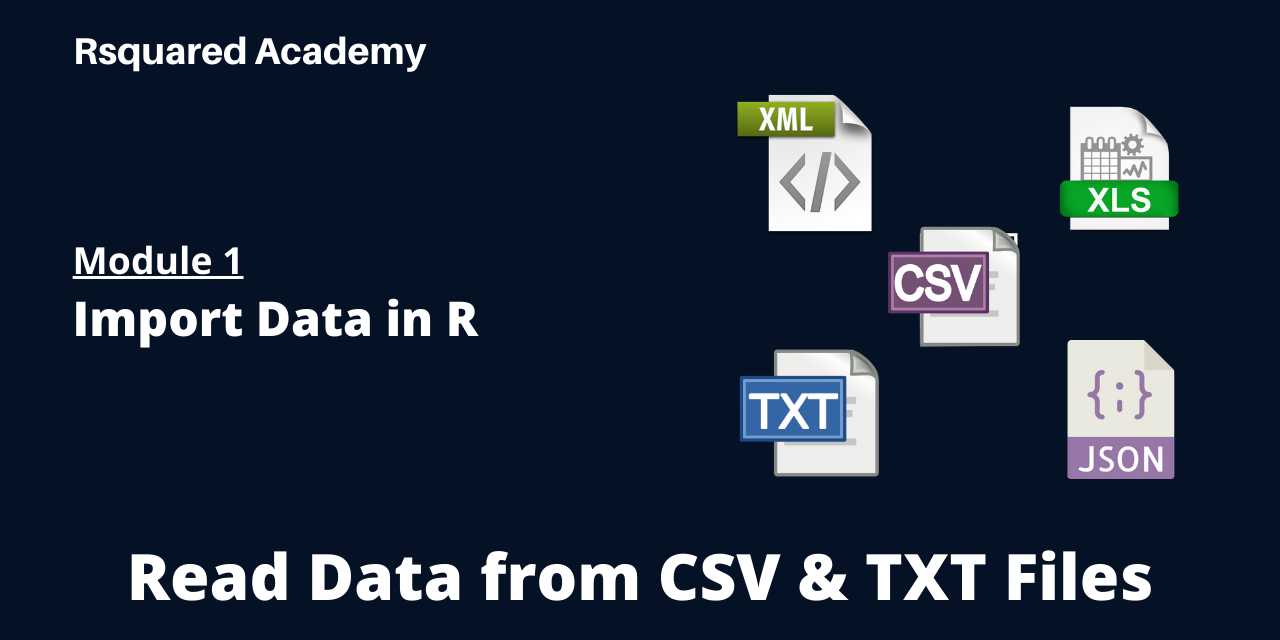 Rsquared Academy
XML
</>
XLS
Module 1
CSV
Import Data in R
TXT
{;}
JSON
Read Data from CSV & TXT Files